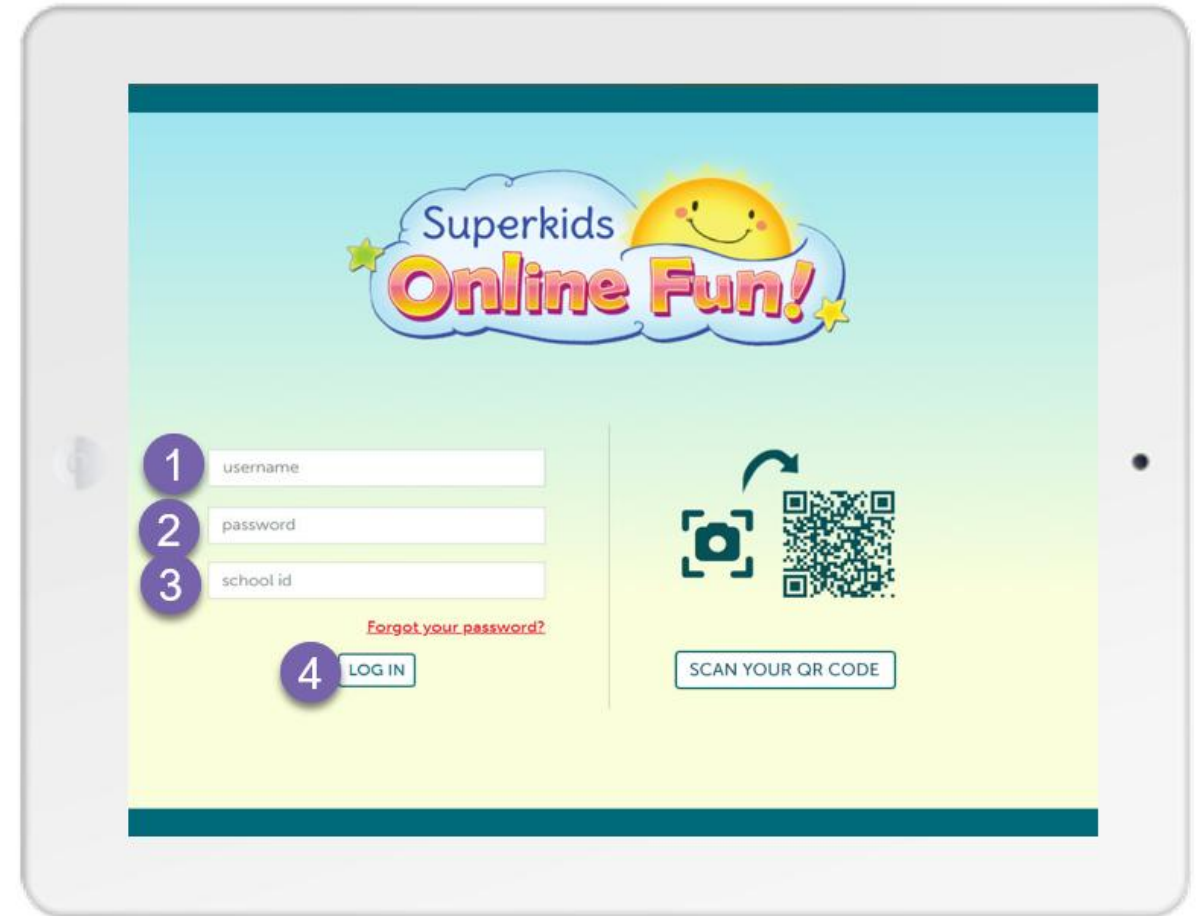 Superkids
Online Fun!
1
username
2
password
3
school id
Forgot your password?
4
LOG IN
SCAN YOUR QR CODE